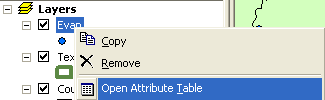 Layers
Evap
Copy
Tex
Remove
Open Attribute Table
Cou